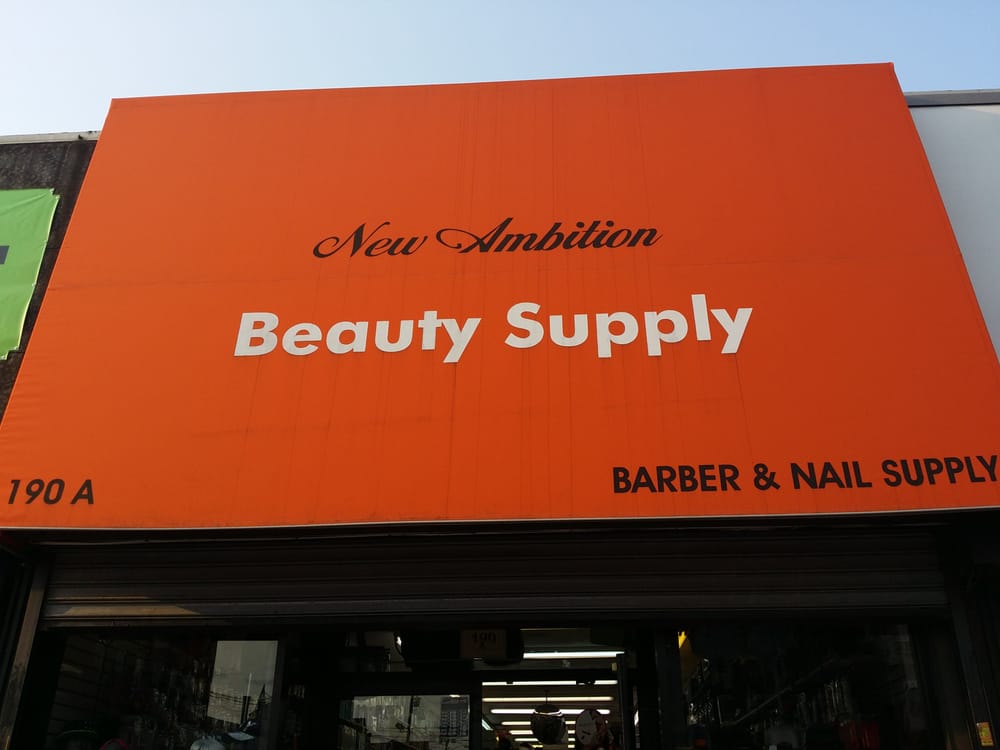 New Ambition
Beauty Supply
190 A
BARBER & NAIL SUPPLY
190